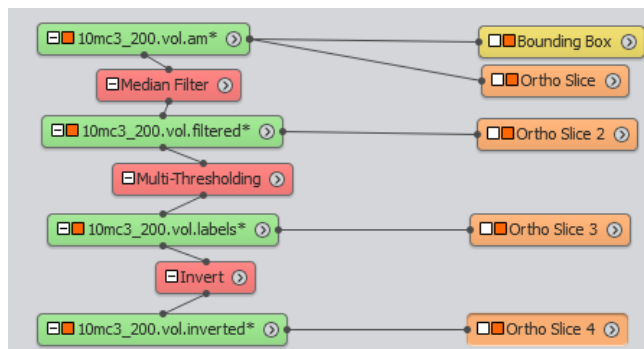 10mc3_200.vol.am*
Bounding Box
Ortho Slice
Median Filter
10mc3_200.vol.filtered*
Ortho Slice 2
Multi-Thresholding
10mc3_200.vol.labels*
Ortho Slice 3
Invert
10mc3_200.vol.inverted*
Ortho Slice 4